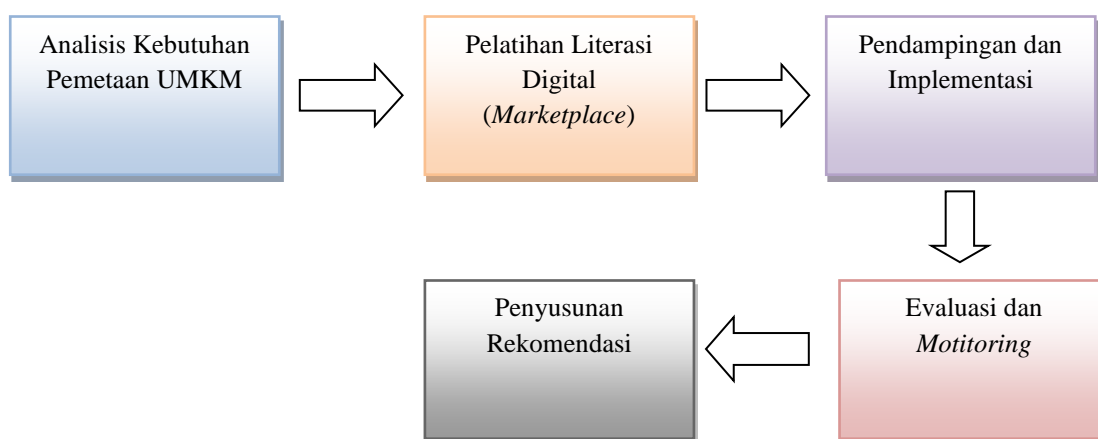 Analisis Kebutuhan
Pemetaan UMKM
Pelatihan Literasi
Digital
(Marketplace)
Pendampingan dan
Implementasi
Evaluasi dan
Motitoring
Penyusunan
Rekomendasi